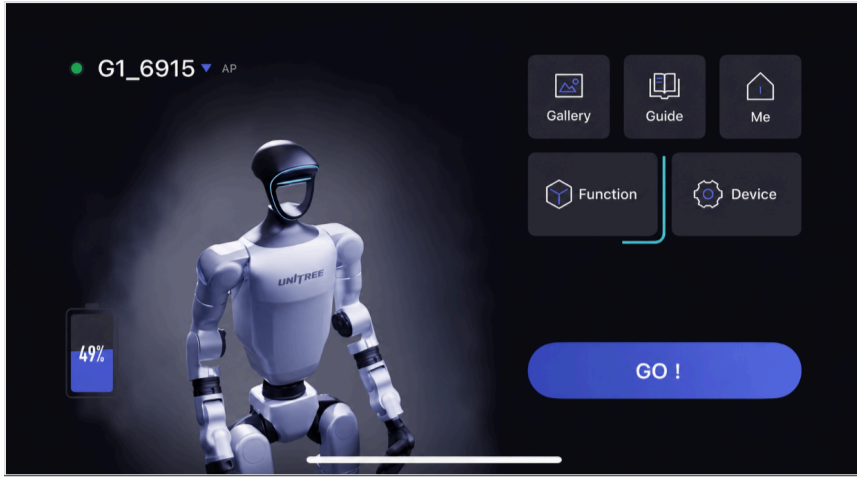 G1_6915 AP
Gallery
Guide
Me
Function
Device
UNITREE
49%
GO !